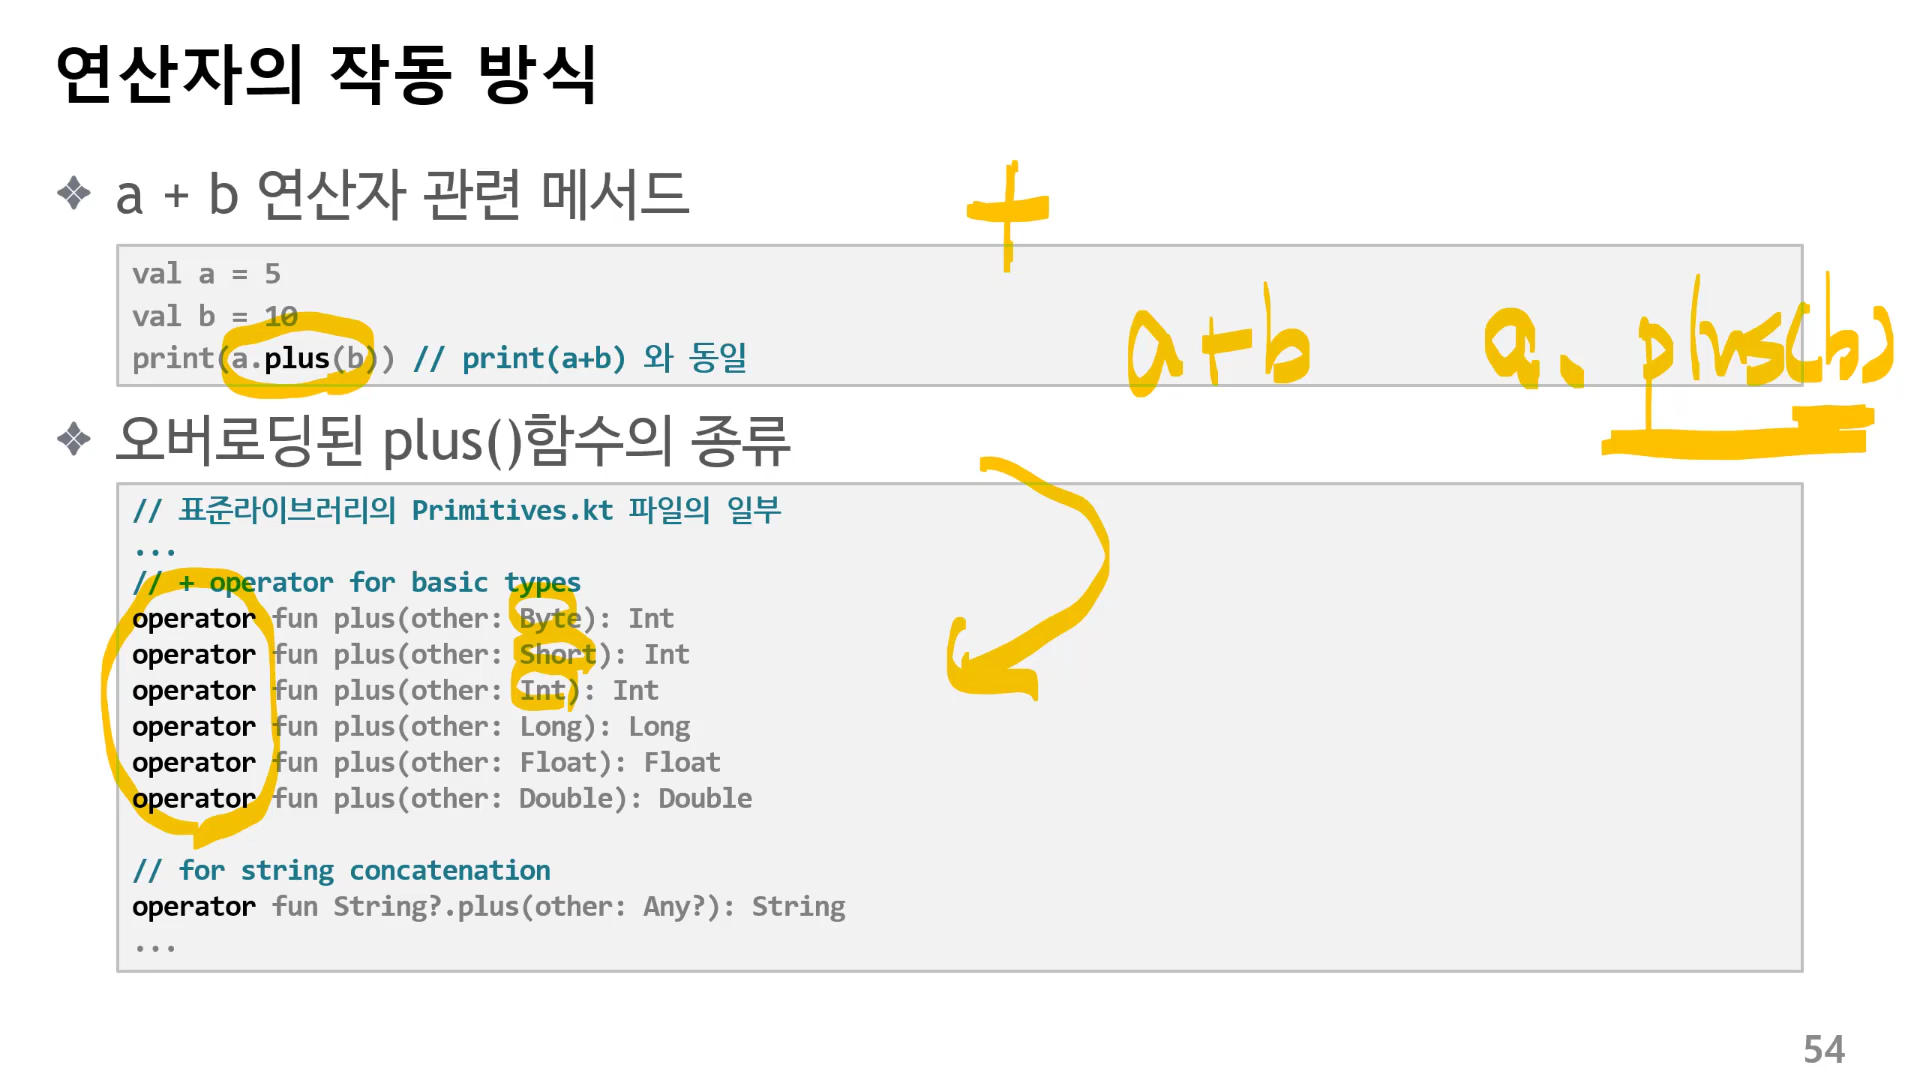 연산자의 작동 방식
❖ a + b 연산자 관련 메서드
+
val a = 5
val b = 10
print(a.plus(b)) // print(a+b) 와 동일
a+b a.plus(b)
❖ 오버로딩된 plus()함수의 종류
// 표준라이브러리의 Primitives.kt 파일의 일부
...
// + operator for basic types
operator fun plus(other: Byte): Int
operator fun plus(other: Short): Int
operator fun plus(other: Int): Int
operator fun plus(other: Long): Long
operator fun plus(other: Float): Float
operator fun plus(other: Double): Double
// for string concatenation
operator fun String?.plus(other: Any?): String
...
54